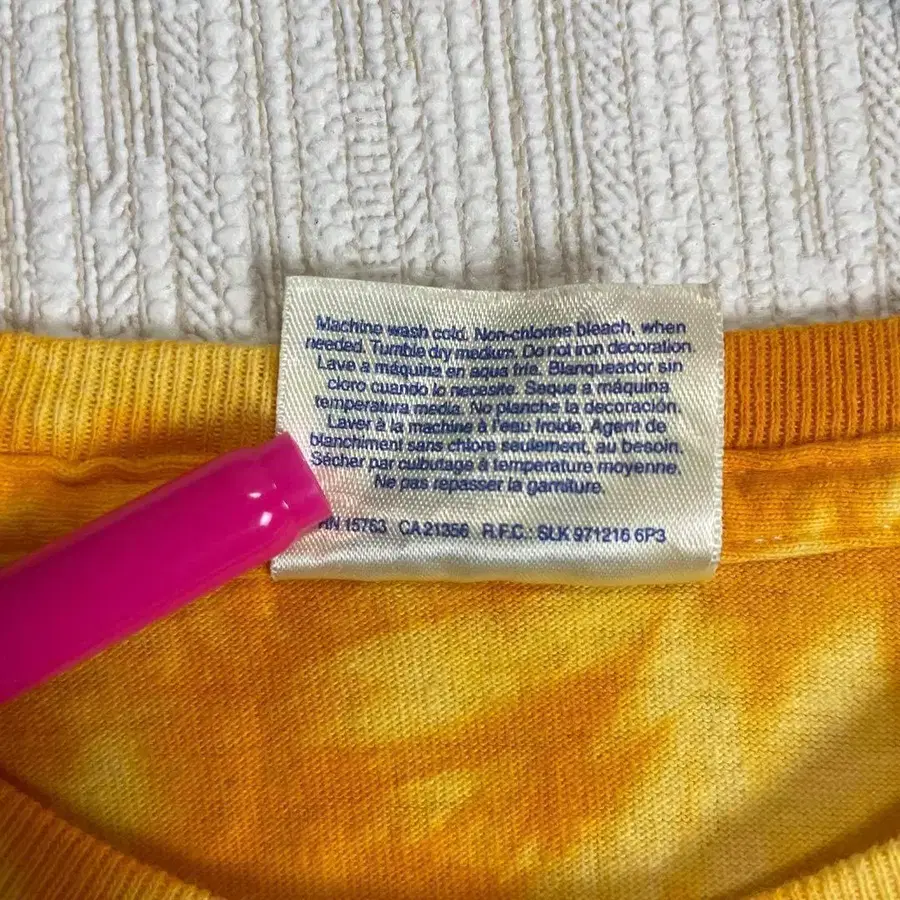 Machine wash cold. Non-chlorine bleach, when
needed. Tumble dry medium. Do not iron decoration.
Lave a máquina en agua fría. Blanqueador sin
cloro cuando lo necesite. Seque a máquina
temperatura media. No planche la decoración.
Laver à la machine à l'eau froide. Agent de
blanchiment sans chlore seulement, au besoin.
Sécher par culbutage à temperature moyenne.
Ne pas repasser la garniture.
RN 15763 CA 21356 R.F.C.: SLK 971216 6P3